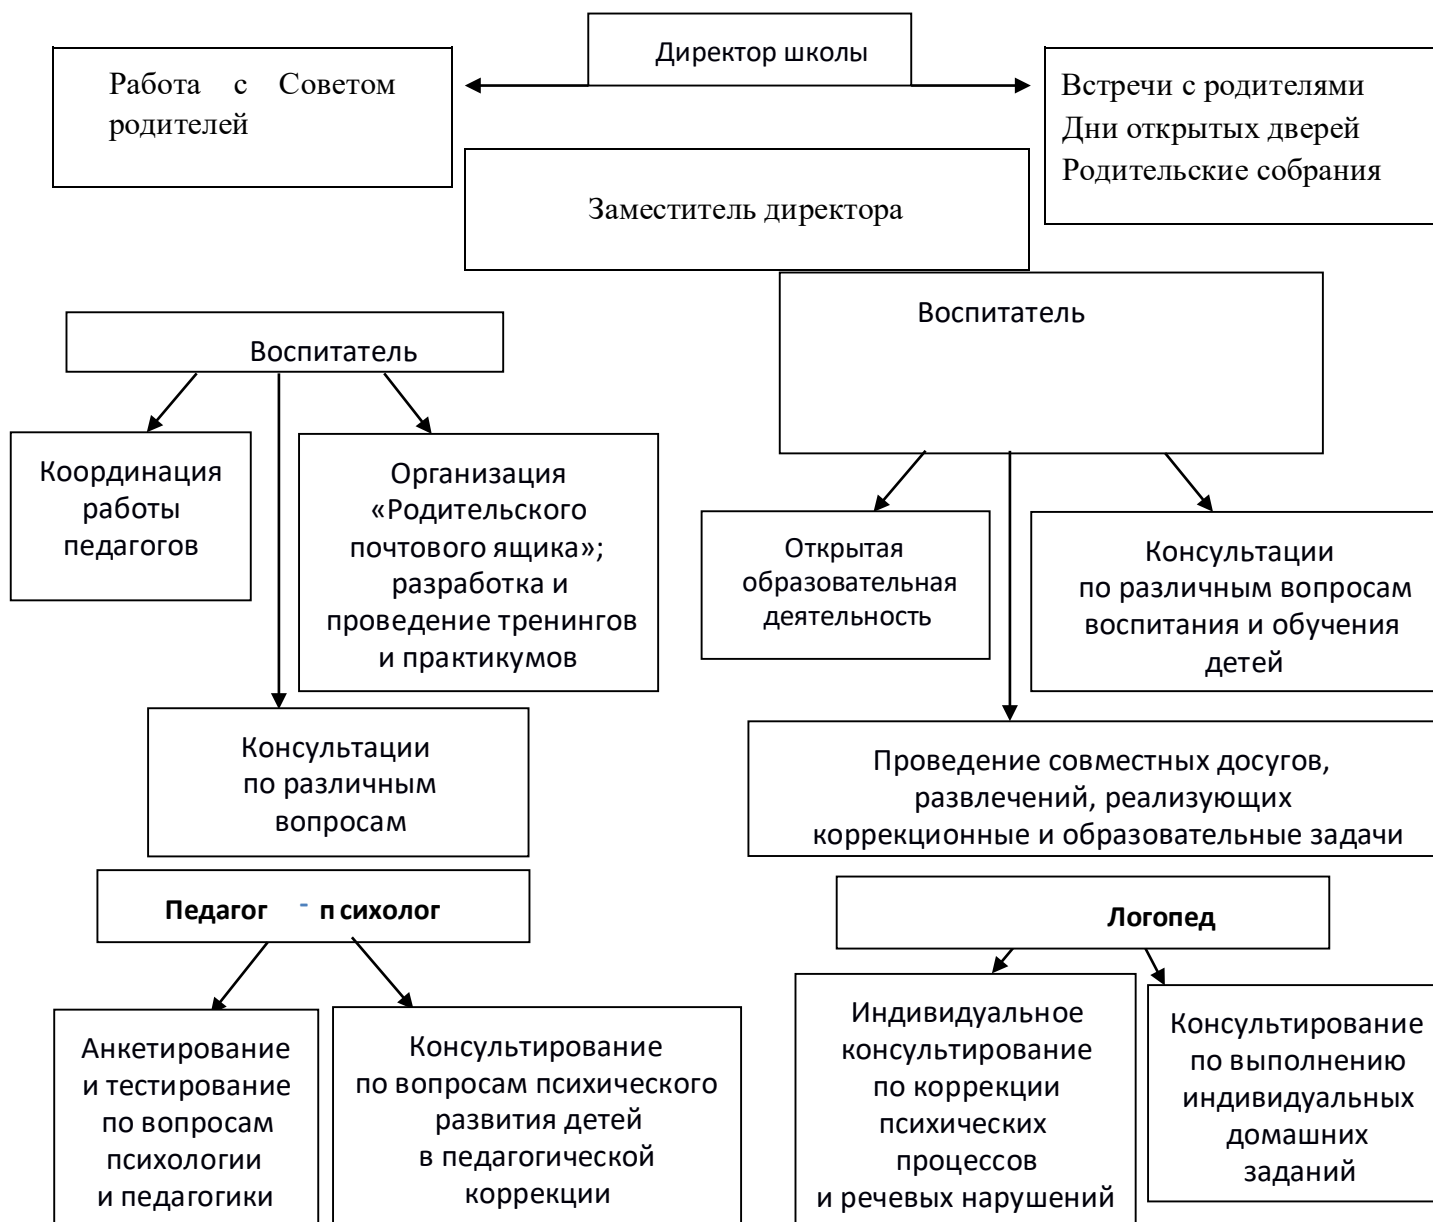 Директор школы
Работа с Советом
родителей
Встречи с родителями
Дни открытых дверей
Родительские собрания
Заместитель директора
Воспитатель
Воспитатель
Координация
работы
педагогов
Организация
«Родительского
почтового ящика»;
разработка и
проведение тренингов
и практикумов
Открытая
образовательная
деятельность
Консультации
по различным вопросам
воспитания и обучения
детей
Консультации
по различным
вопросам
Проведение совместных досугов,
развлечений, реализующих
коррекционные и образовательные задачи
Педагог - п сихолог
Логопед
Анкетирование
и тестирование
по вопросам
психологии
и педагогики
Консультирование
по вопросам психического
развития детей
в педагогической
коррекции
Индивидуальное
консультирование
по коррекции
психических
процессов
и речевых нарушений
Консультирование
по выполнению
индивидуальных
домашних
заданий